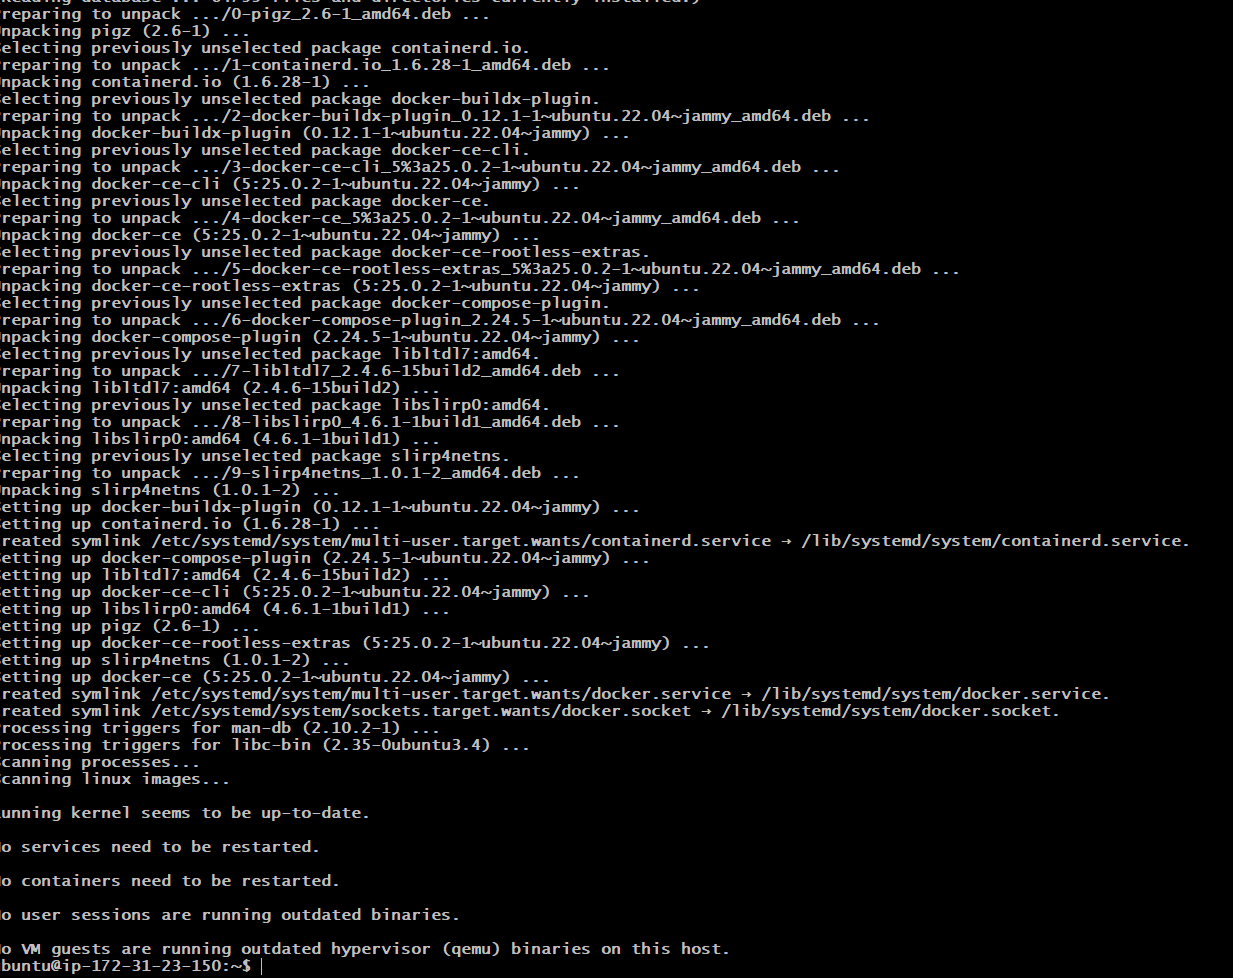 Reading database ... 64799 files and directories currently installed.)
reparing to unpack .../0-pigz_2.6-1_amd64.deb ...
npacking pigz (2.6-1) ...
electing previously unselected package containerd.io.
reparing to unpack .../1-containerd.io_1.6.28-1_amd64.deb ...
npacking containerd.io (1.6.28-1) ...
electing previously unselected package docker-buildx-plugin.
reparing to unpack .../2-docker-buildx-plugin_0.12.1-1~ubuntu.22.04~jammy_amd64.deb ...
npacking docker-buildx-plugin (0.12.1-1~ubuntu.22.04~jammy) ...
electing previously unselected package docker-ce-cli.
reparing to unpack .../3-docker-ce-cli_5%3a25.0.2-1~ubuntu.22.04~jammy_amd64.deb ...
npacking docker-ce-cli (5:25.0.2-1~ubuntu.22.04~jammy) ...
electing previously unselected package docker-ce.
reparing to unpack .../4-docker-ce_5%3a25.0.2-1~ubuntu.22.04~jammy_amd64.deb ...
npacking docker-ce (5:25.0.2-1~ubuntu.22.04~jammy) ...
electing previously unselected package docker-ce-rootless-extras.
reparing to unpack .../5-docker-ce-rootless-extras_5%3a25.0.2-1~ubuntu.22.04~jammy_amd64.deb ...
npacking docker-ce-rootless-extras (5:25.0.2-1~ubuntu.22.04~jammy) ...
electing previously unselected package docker-compose-plugin.
reparing to unpack .../6-docker-compose-plugin_2.24.5-1~ubuntu.22.04~jammy_amd64.deb ...
npacking docker-compose-plugin (2.24.5-1~ubuntu.22.04~jammy) ...
electing previously unselected package libltdl7:amd64.
reparing to unpack .../7-libltdl7_2.4.6-15build2_amd64.deb ...
npacking libltdl7:amd64 (2.4.6-15build2) ...
electing previously unselected package libslirp0:amd64.
reparing to unpack .../8-libslirp0_4.6.1-1build1_amd64.deb ...
npacking libslirp0:amd64 (4.6.1-1build1) ...
electing previously unselected package slirp4netns.
reparing to unpack .../9-slirp4netns_1.0.1-2_amd64.deb ...
npacking slirp4netns (1.0.1-2) ...
etting up docker-buildx-plugin (0.12.1-1~ubuntu.22.04~jammy) ...
etting up containerd.io (1.6.28-1) ...
reated symlink /etc/systemd/system/multi-user.target.wants/containerd.service → /lib/systemd/system/containerd.service.
etting up docker-compose-plugin (2.24.5-1~ubuntu.22.04~jammy) ...
etting up libltdl7:amd64 (2.4.6-15build2) ...
etting up docker-ce-cli (5:25.0.2-1~ubuntu.22.04~jammy) ...
etting up libslirp0:amd64 (4.6.1-1build1) ...
etting up pigz (2.6-1) ...
etting up docker-ce-rootless-extras (5:25.0.2-1~ubuntu.22.04~jammy) ...
etting up slirp4netns (1.0.1-2) ...
etting up docker-ce (5:25.0.2-1~ubuntu.22.04~jammy) ...
reated symlink /etc/systemd/system/multi-user.target.wants/docker.service → /lib/systemd/system/docker.service.
reated symlink /etc/systemd/system/sockets.target.wants/docker.socket → /lib/systemd/system/docker.socket.
rocessing triggers for man-db (2.10.2-1) ...
rocessing triggers for libc-bin (2.35-0ubuntu3.4) ...
canning processes...
canning linux images...
unning kernel seems to be up-to-date.
o services need to be restarted.
o containers need to be restarted.
o user sessions are running outdated binaries.
o VM guests are running outdated hypervisor (qemu) binaries on this host.
buntu@ip-172-31-23-150:~$